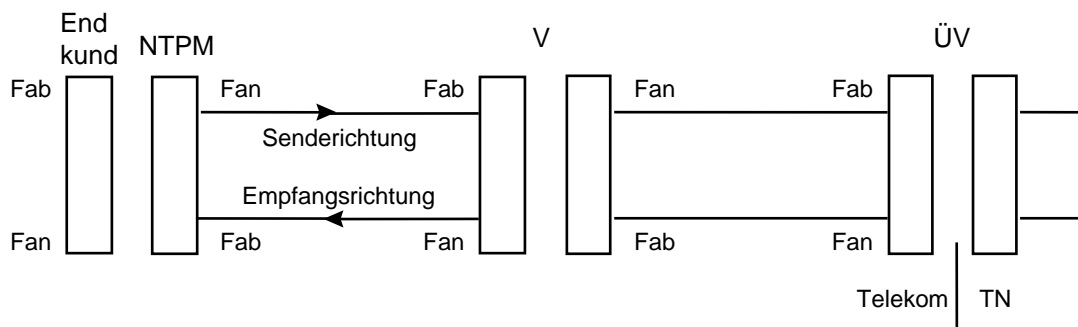 End
kund
NTPM
V
ÜV
Fab
Fan
Fab
Fan
Fab
Senderichtung
Empfangsrichtung
Fan
Fab
Fan
Fab
Fan
Telekom
TN